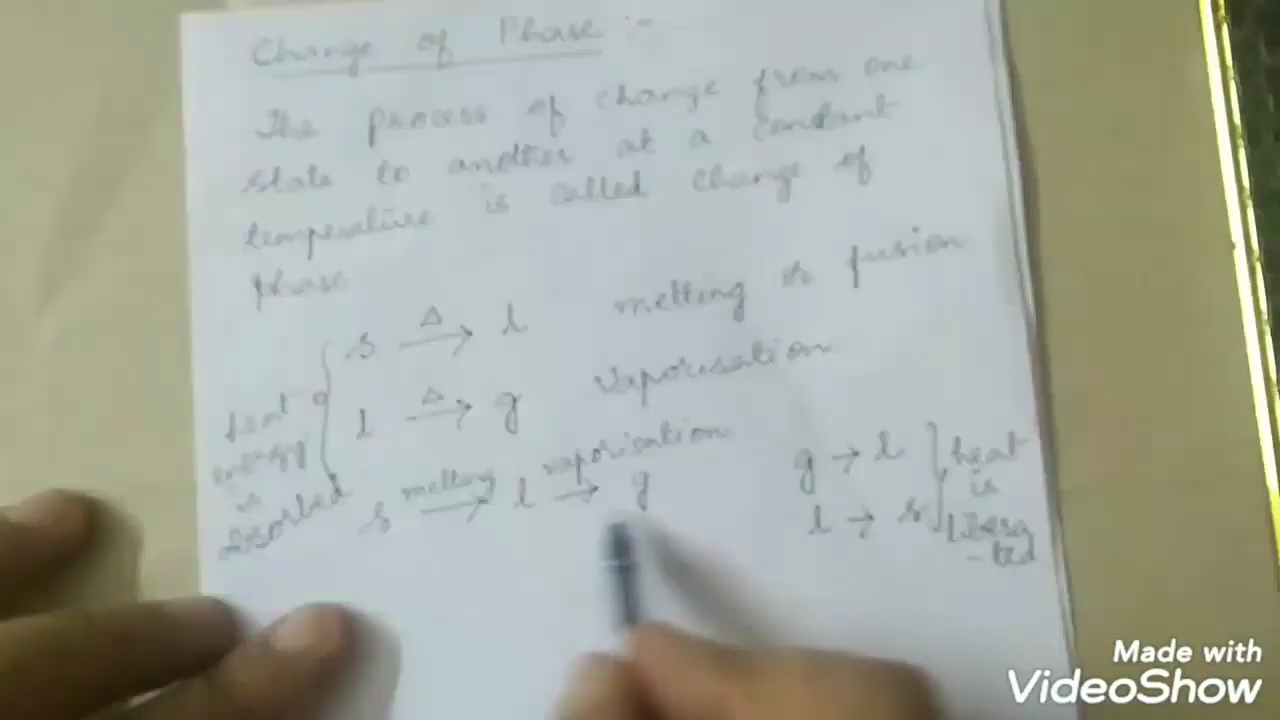 Change of Phase :-
The process of change from one
state to another at a constant
temperature is called change of
phase
s Δ→ l melting or fusion
l Δ→ g vaporisation
heat
energy
is
absorbed
s melting→ l vaporisation→ g
g → l
l → s
heat
is
libera
-ted
Made with
VideoShow